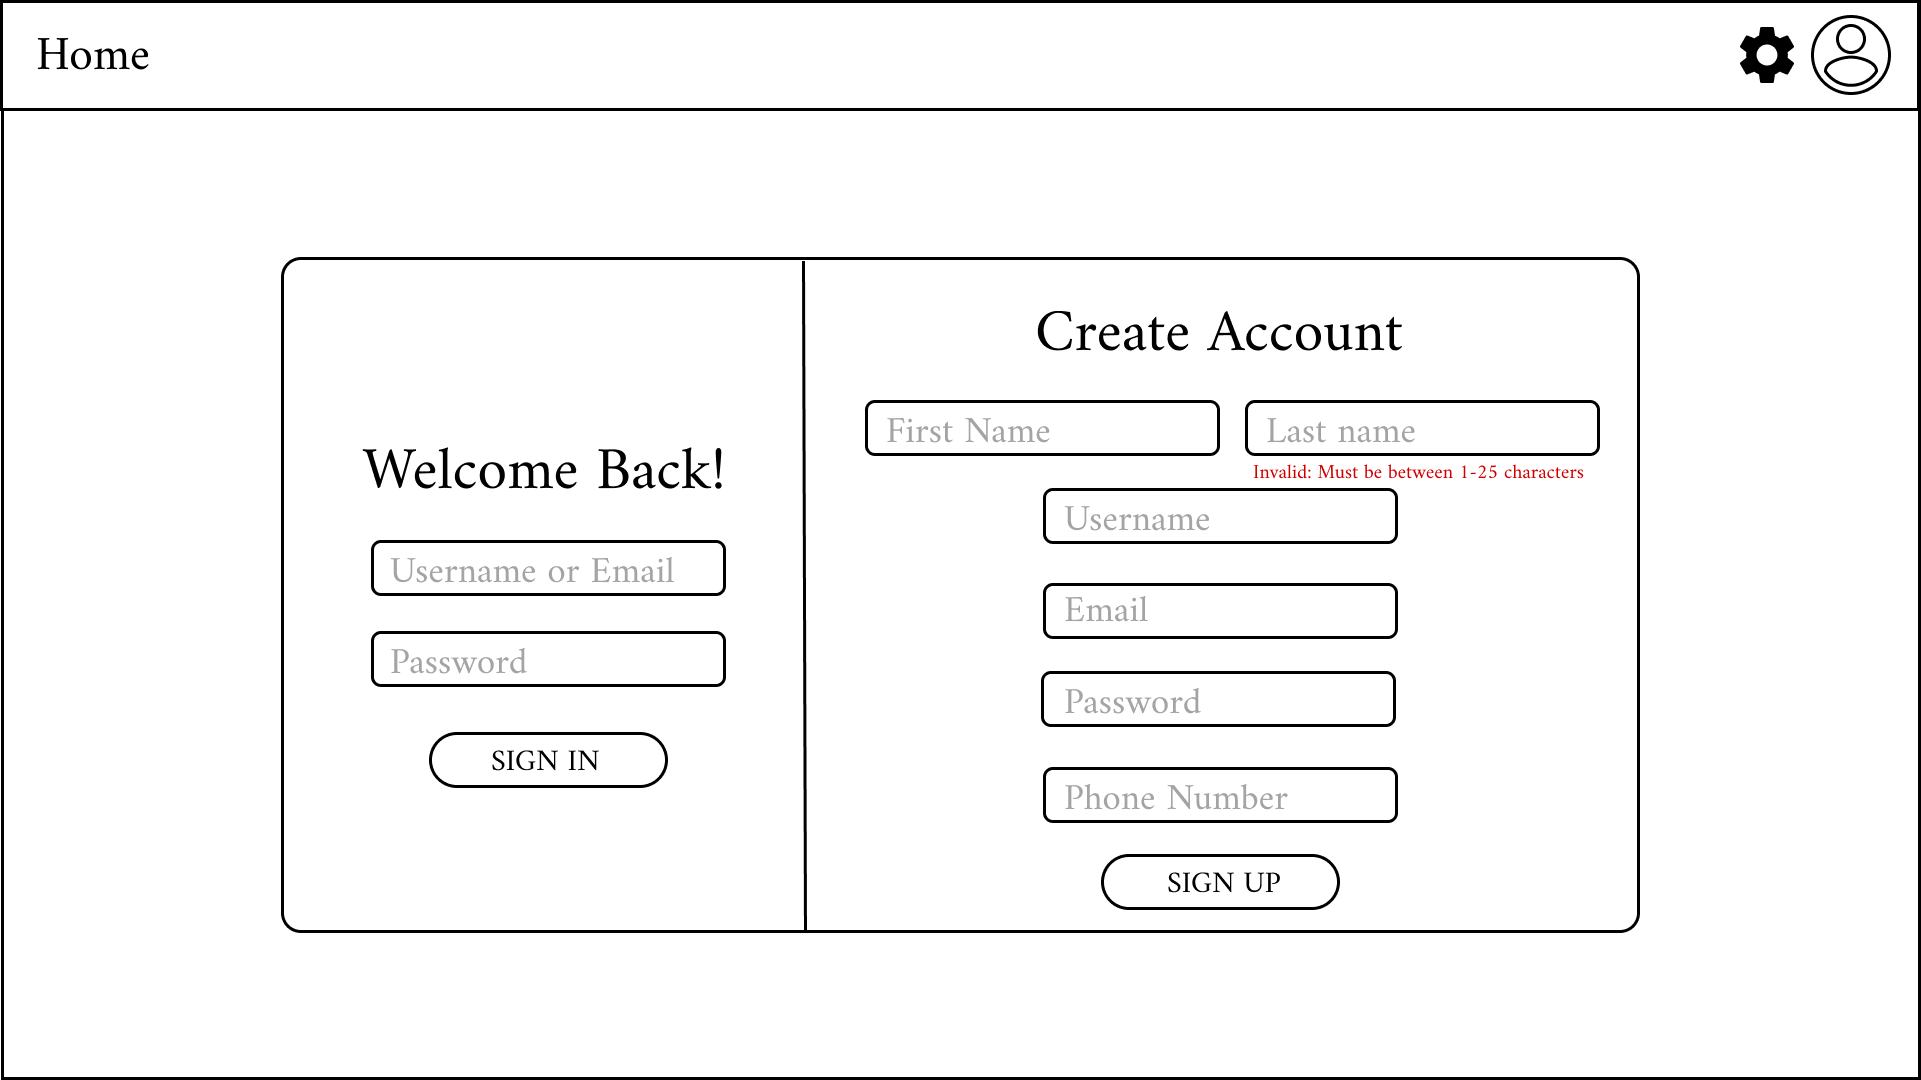 Home
Welcome Back!
Username or Email
Password
SIGN IN
Create Account
First Name
Last name
Invalid: Must be between 1-25 characters
Username
Email
Password
Phone Number
SIGN UP